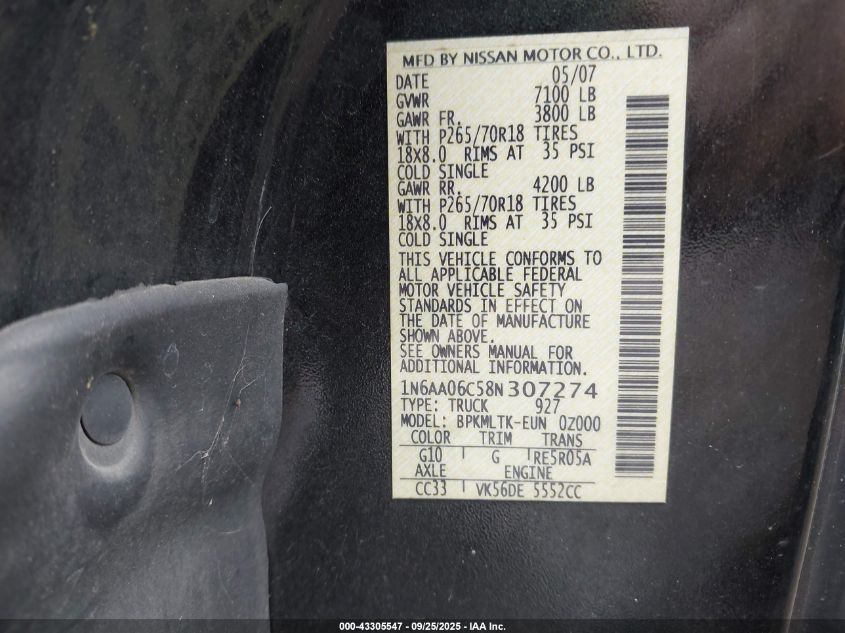 MFD BY NISSAN MOTOR CO., LTD.
DATE 05/07
GVWR 7100 LB
GAWR FR. 3800 LB
WITH P265/70R18 TIRES
18X8.0 RIMS AT 35 PSI
COLD SINGLE
GAWR RR. 4200 LB
WITH P265/70R18 TIRES
18X8.0 RIMS AT 35 PSI
COLD SINGLE
THIS VEHICLE CONFORMS TO
ALL APPLICABLE FEDERAL
MOTOR VEHICLE SAFETY
STANDARDS IN EFFECT ON
THE DATE OF MANUFACTURE
SHOWN ABOVE.
SEE OWNERS MANUAL FOR
ADDITIONAL INFORMATION.
1N6AA06C58N307274
TYPE: TRUCK 927
MODEL: BPKMLTK-EUN 0Z000
COLOR TRIM TRANS
G10 G RE5R05A
AXLE ENGINE
CC33 VK56DE 5552CC
000-43305547 - 09/25/2025 - IAA Inc.